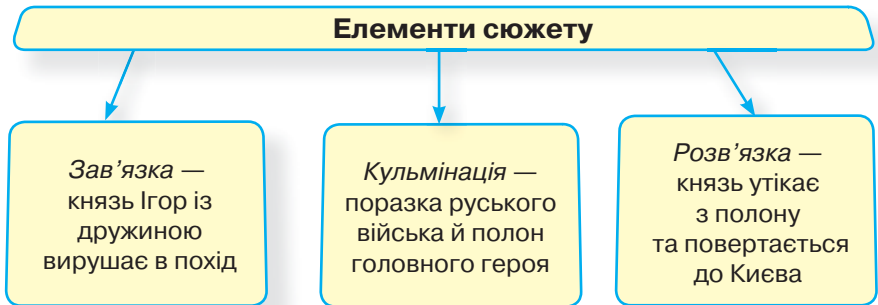 Елементи сюжету
Зав’язка —
князь Ігор із
дружиною
вирушає в похід
Кульмінація —
поразка руського
війська й полон
головного героя
Розв’язка —
князь утікає
з полону
та повертається
до Києва